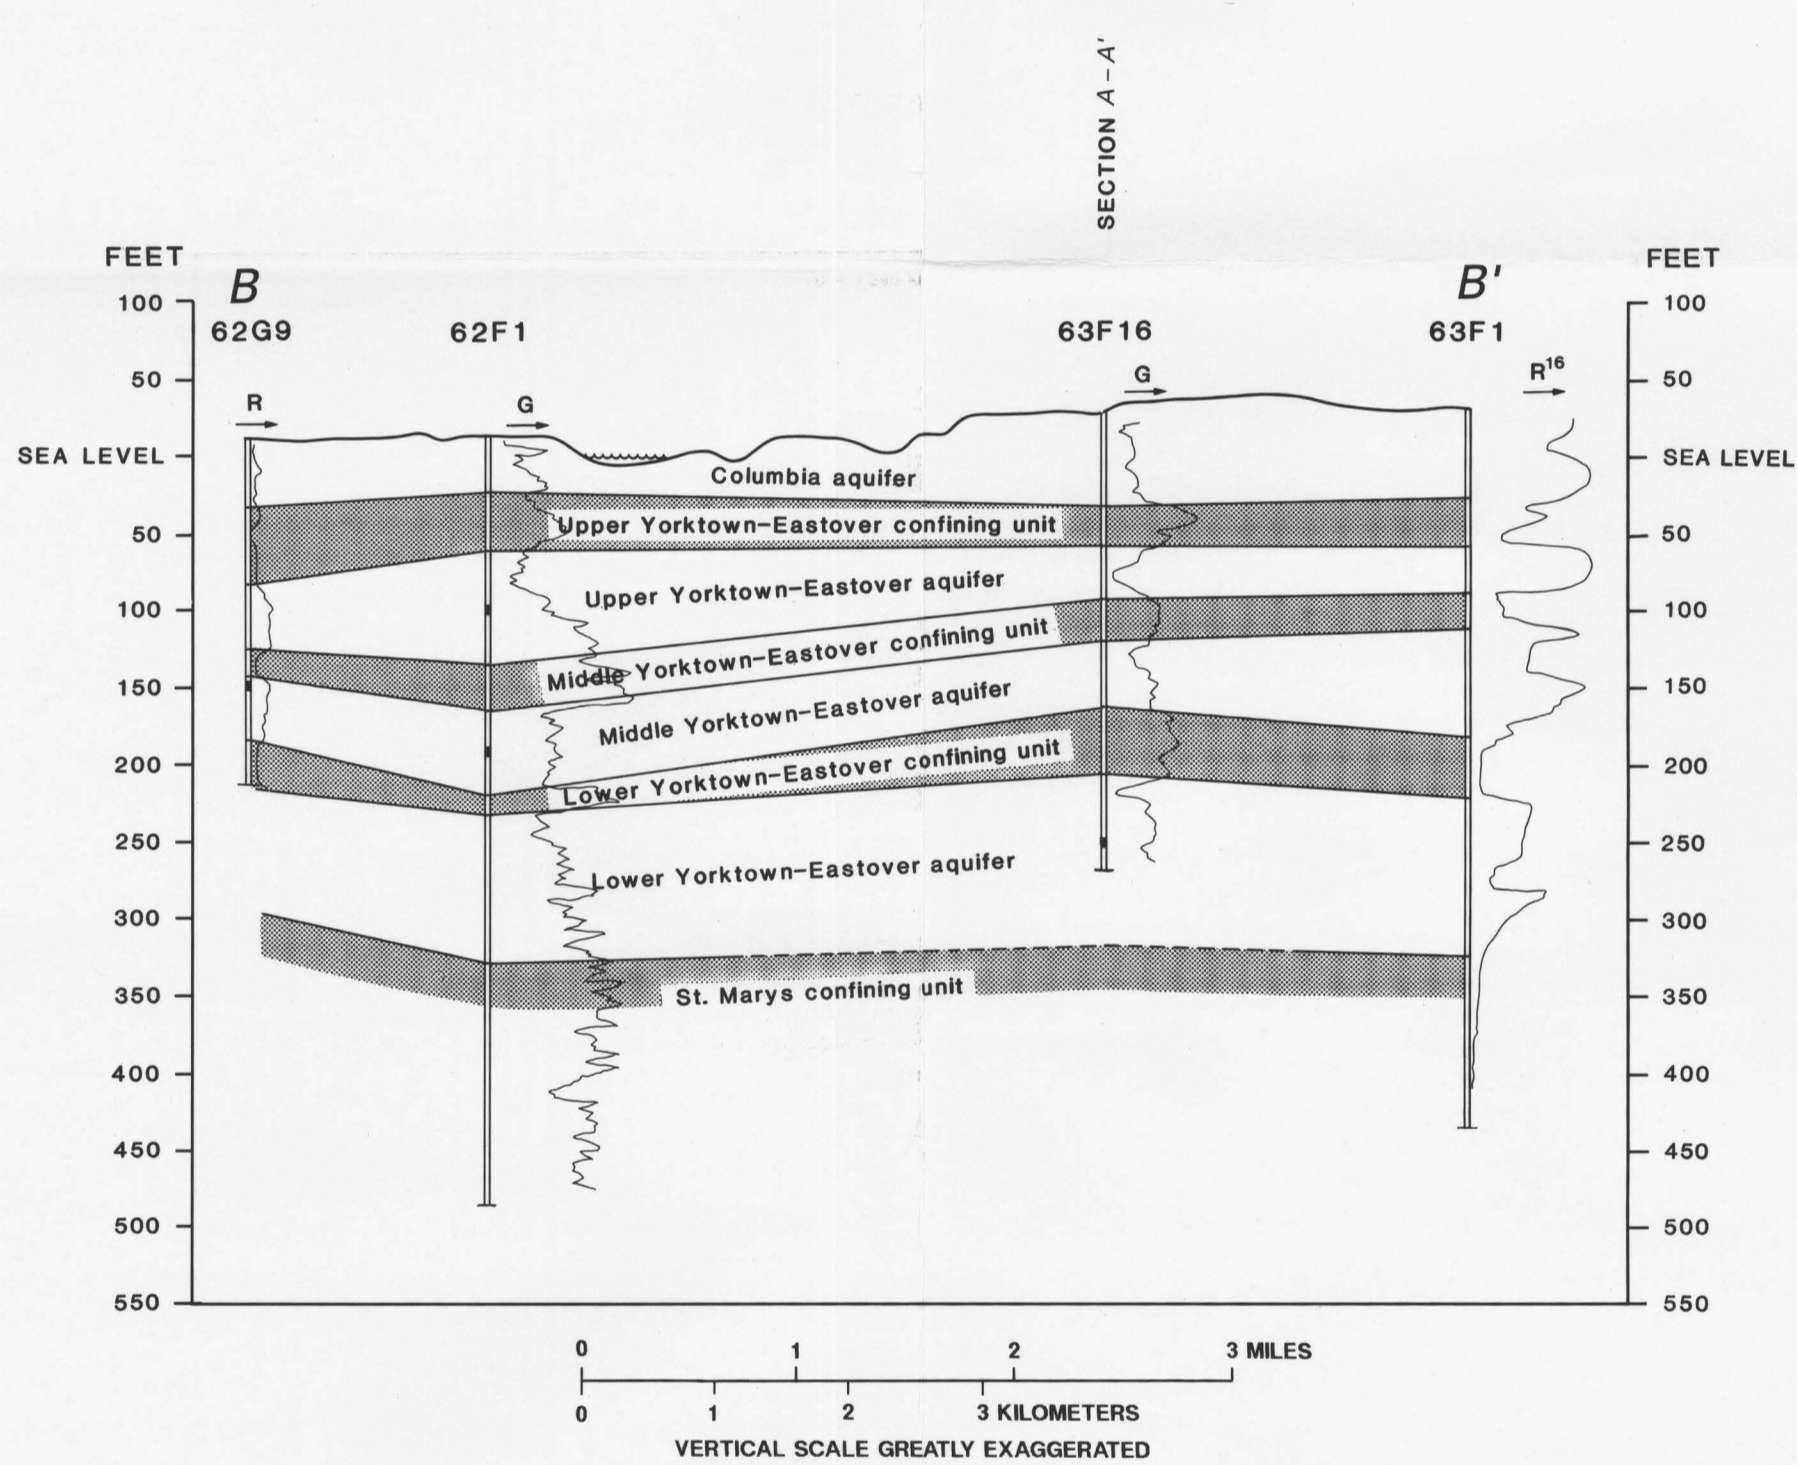 SECTION A – A'
FEET
FEET
B
B'
100
100
62G9
62F1
63F16
63F1
50
50
R
G
G
R16
SEA LEVEL
SEA LEVEL
Columbia aquifer
50
Upper Yorktown–Eastover confining unit
50
Upper Yorktown–Eastover aquifer
100
100
Middle Yorktown–Eastover confining unit
150
150
Middle Yorktown–Eastover aquifer
200
200
Lower Yorktown–Eastover confining unit
250
250
Lower Yorktown–Eastover aquifer
300
300
350
St. Marys confining unit
350
400
400
450
450
500
500
550
550
0 1 2 3 MILES
0 1 2 3 KILOMETERS
VERTICAL SCALE GREATLY EXAGGERATED